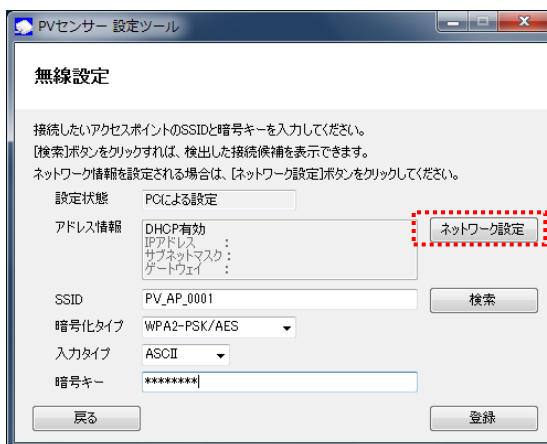 PVセンサー 設定ツール
無線設定
接続したいアクセスポイントのSSIDと暗号キーを入力してください。
[検索]ボタンをクリックすれば、検出した接続候補を表示できます。
ネットワーク情報を設定される場合は、[ネットワーク設定]ボタンをクリックしてください。
設定状態 PCによる設定
アドレス情報 DHCP有効 ネットワーク設定
IPアドレス :
サブネットマスク :
ゲートウェイ :
SSID PV_AP_0001 検索
暗号化タイプ WPA2-PSK/AES
入力タイプ ASCII
暗号キー ********
戻る 登録